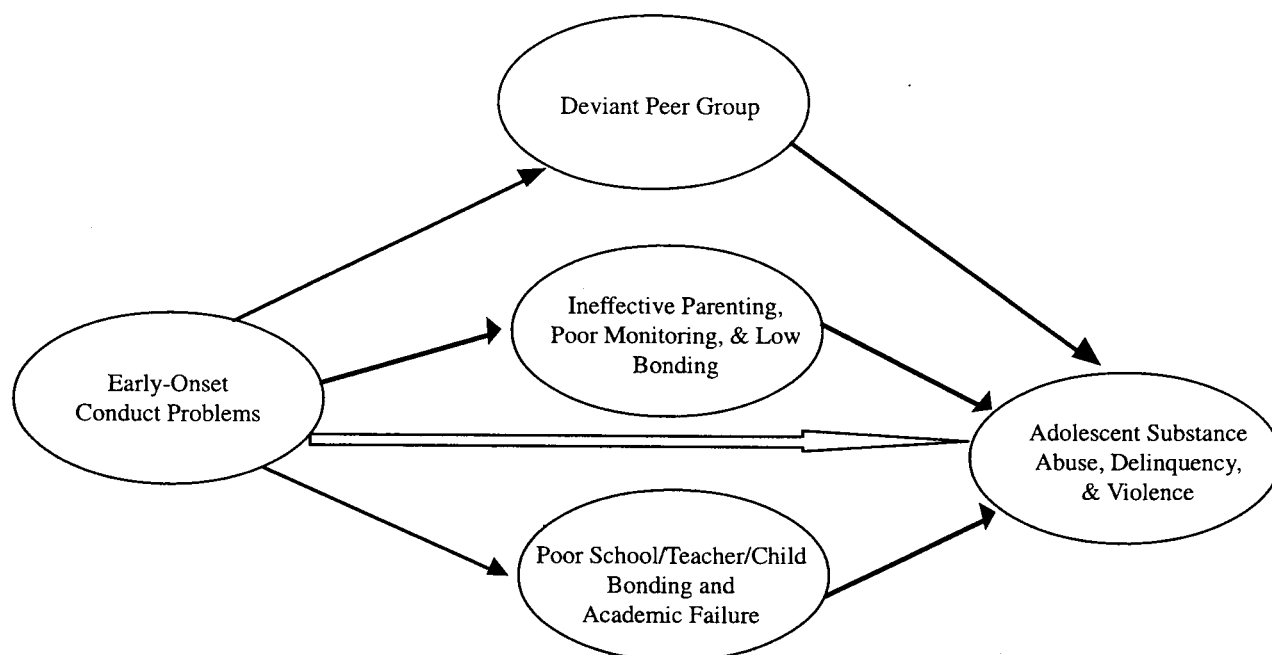 Deviant Peer Group
Ineffective Parenting,
Poor Monitoring, & Low
Bonding
Early-Onset
Conduct Problems
Adolescent Substance
Abuse, Delinquency,
& Violence
Poor School/Teacher/Child
Bonding and
Academic Failure